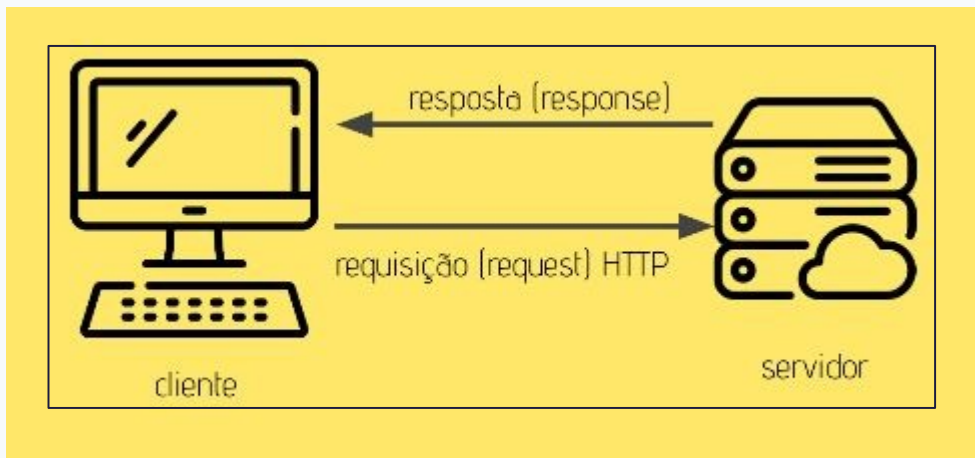 resposta (response)
requisição (request) HTTP
cliente
servidor